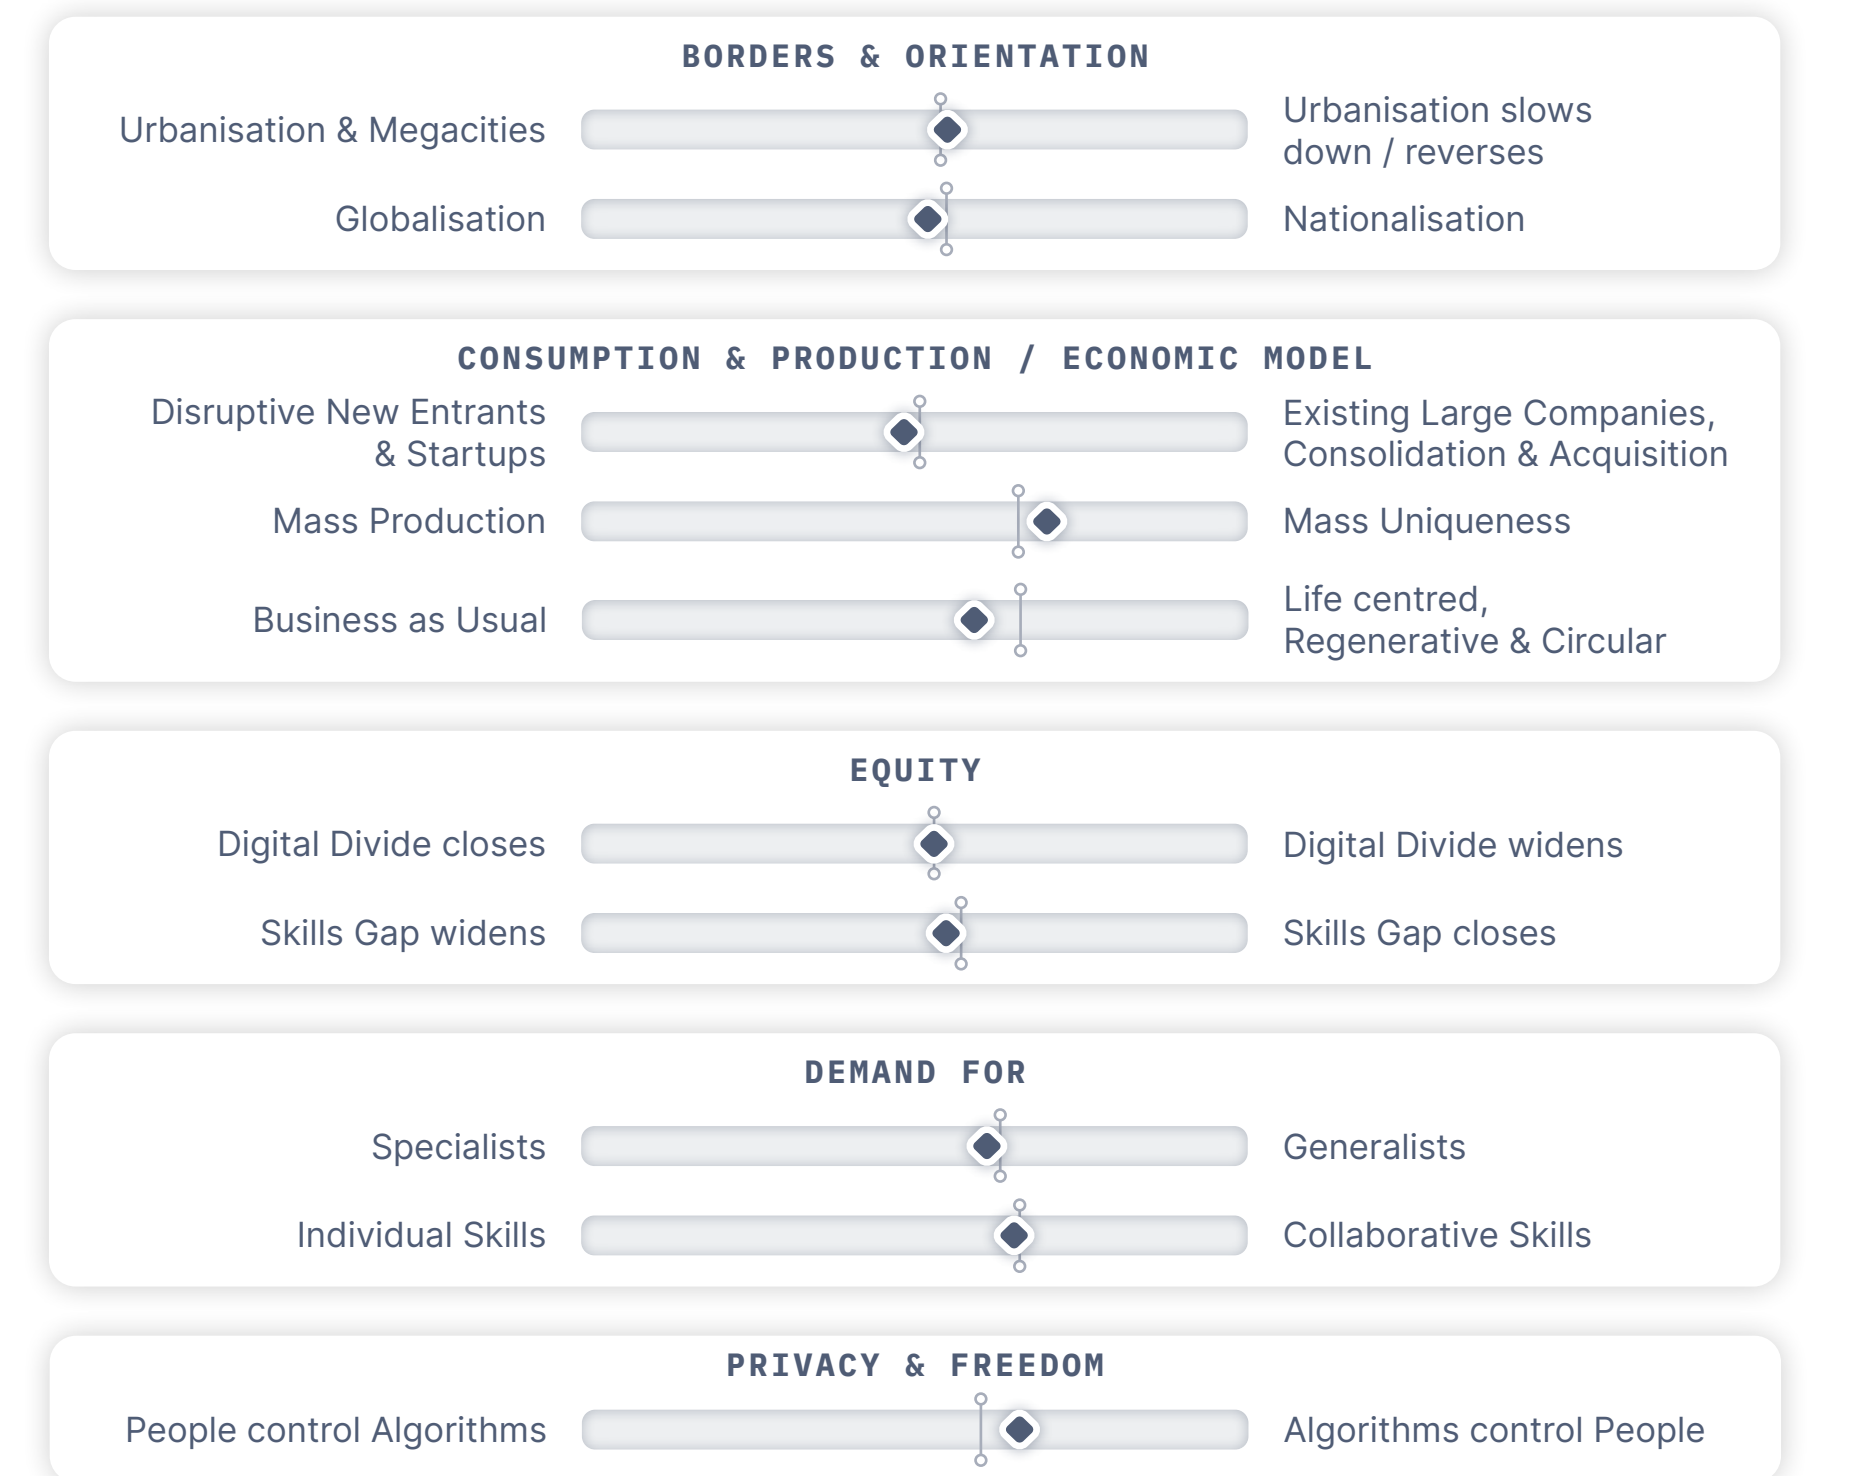 BORDERS & ORIENTATION
Urbanisation & Megacities
Urbanisation slows
down / reverses
Globalisation
Nationalisation
CONSUMPTION & PRODUCTION / ECONOMIC MODEL
Disruptive New Entrants
& Startups
Existing Large Companies,
Consolidation & Acquisition
Mass Production
Mass Uniqueness
Business as Usual
Life centred,
Regenerative & Circular
EQUITY
Digital Divide closes
Digital Divide widens
Skills Gap widens
Skills Gap closes
DEMAND FOR
Specialists
Generalists
Individual Skills
Collaborative Skills
PRIVACY & FREEDOM
People control Algorithms
Algorithms control People